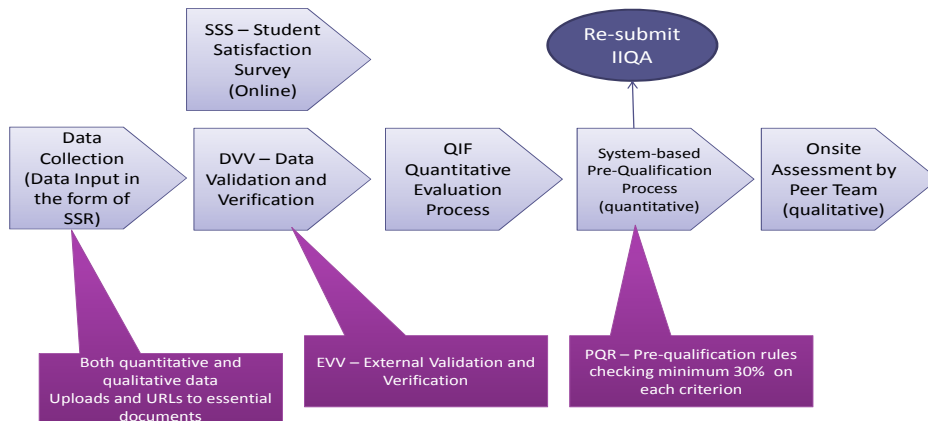 SSS – Student
Satisfaction
Survey
(Online)
Re-submit
IIQA
Data
Collection
(Data Input in
the form of
SSR)
DVV – Data
Validation and
Verification
QIF
Quantitative
Evaluation
Process
System-based
Pre-Qualification
Process
(quantitative)
Onsite
Assessment by
Peer Team
(qualitative)
Both quantitative and
qualitative data
Uploads and URLs to essential
documents
EVV – External Validation and
Verification
PQR – Pre-qualification rules
checking minimum 30% on
each criterion